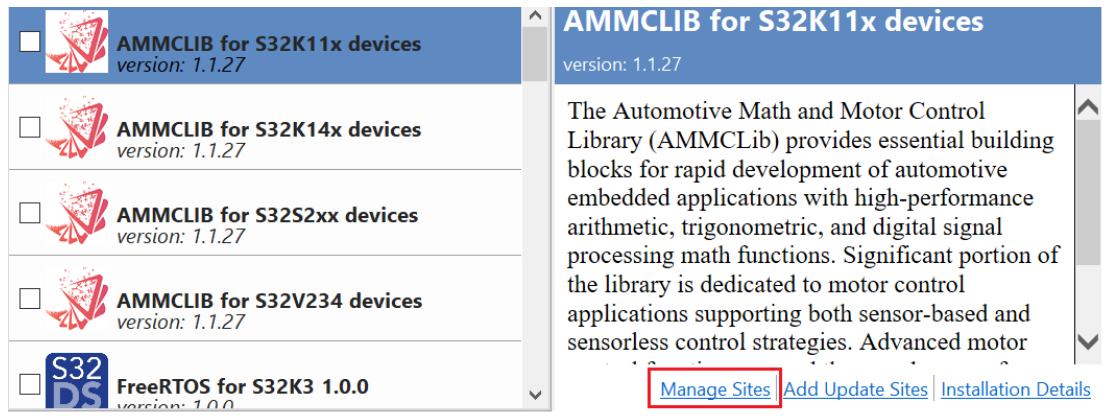 AMMCLIB for S32K11x devices
version: 1.1.27
AMMCLIB for S32K14x devices
version: 1.1.27
AMMCLIB for S32S2xx devices
version: 1.1.27
AMMCLIB for S32V234 devices
version: 1.1.27
S32
DS
FreeRTOS for S32K3 1.0.0
version: 1.0.0
AMMCLIB for S32K11x devices
version: 1.1.27
The Automotive Math and Motor Control
Library (AMMCLib) provides essential building
blocks for rapid development of automotive
embedded applications with high-performance
arithmetic, trigonometric, and digital signal
processing math functions. Significant portion of
the library is dedicated to motor control
applications supporting both sensor-based and
sensorless control strategies. Advanced motor
Manage Sites Add Update Sites Installation Details